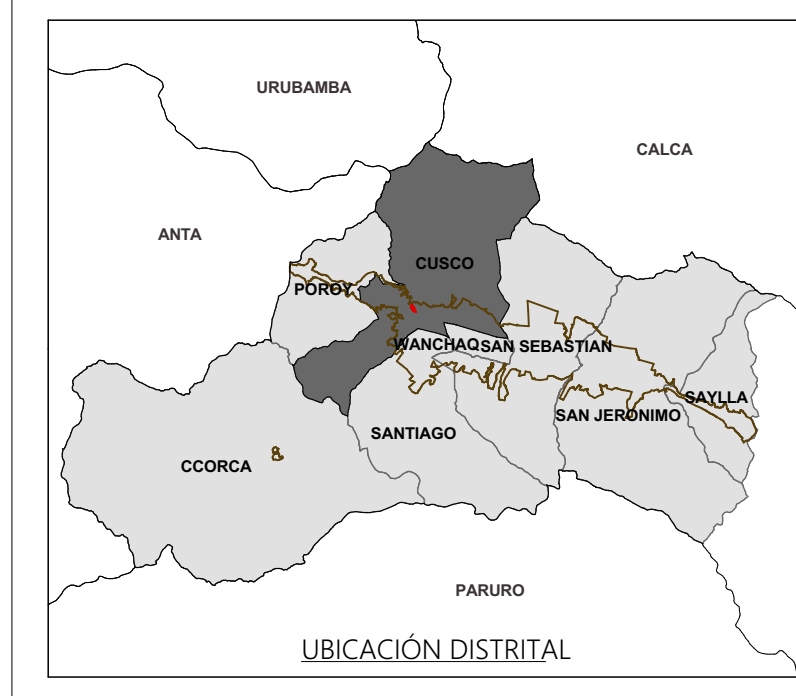 URUBAMBA
CALCA
ANTA
CUSCO
POROY
WANCHAQ
SAN SEBASTIAN
SAYLLA
SAN JERONIMO
SANTIAGO
CCORCA
PARURO
UBICACIÓN DISTRITAL